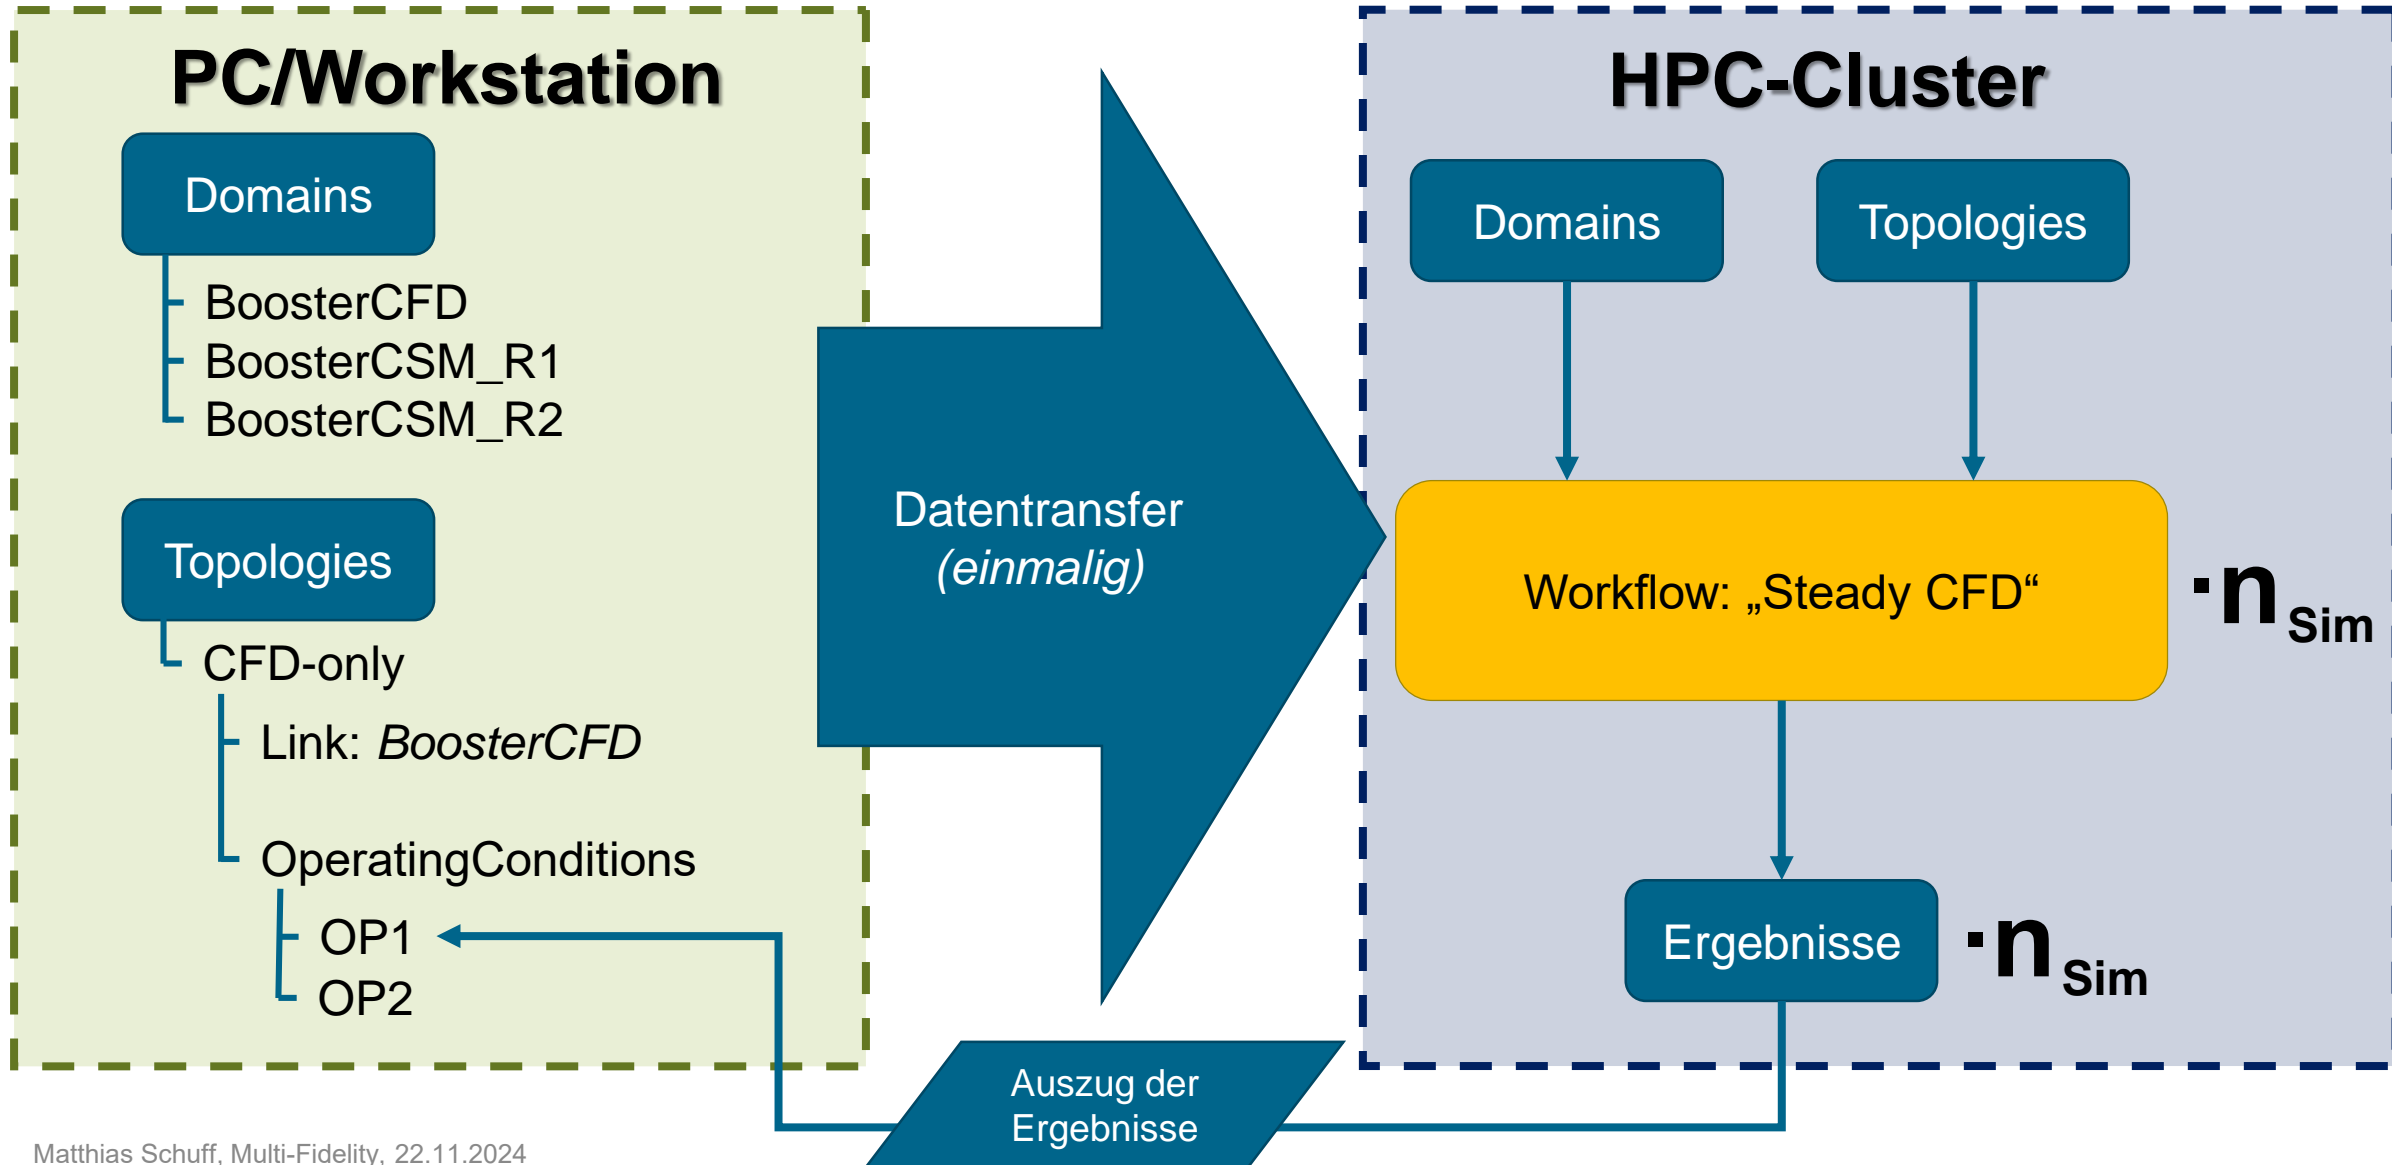 PC/Workstation
Domains
BoosterCFD
BoosterCSM_R1
BoosterCSM_R2
Topologies
CFD-only
Link: BoosterCFD
OperatingConditions
OP1
OP2
Datentransfer
(einmalig)
HPC-Cluster
Domains
Topologies
Workflow: „Steady CFD“
·n Sim
Ergebnisse
·n Sim
Auszug der
Ergebnisse
Matthias Schuff, Multi-Fidelity, 22.11.2024